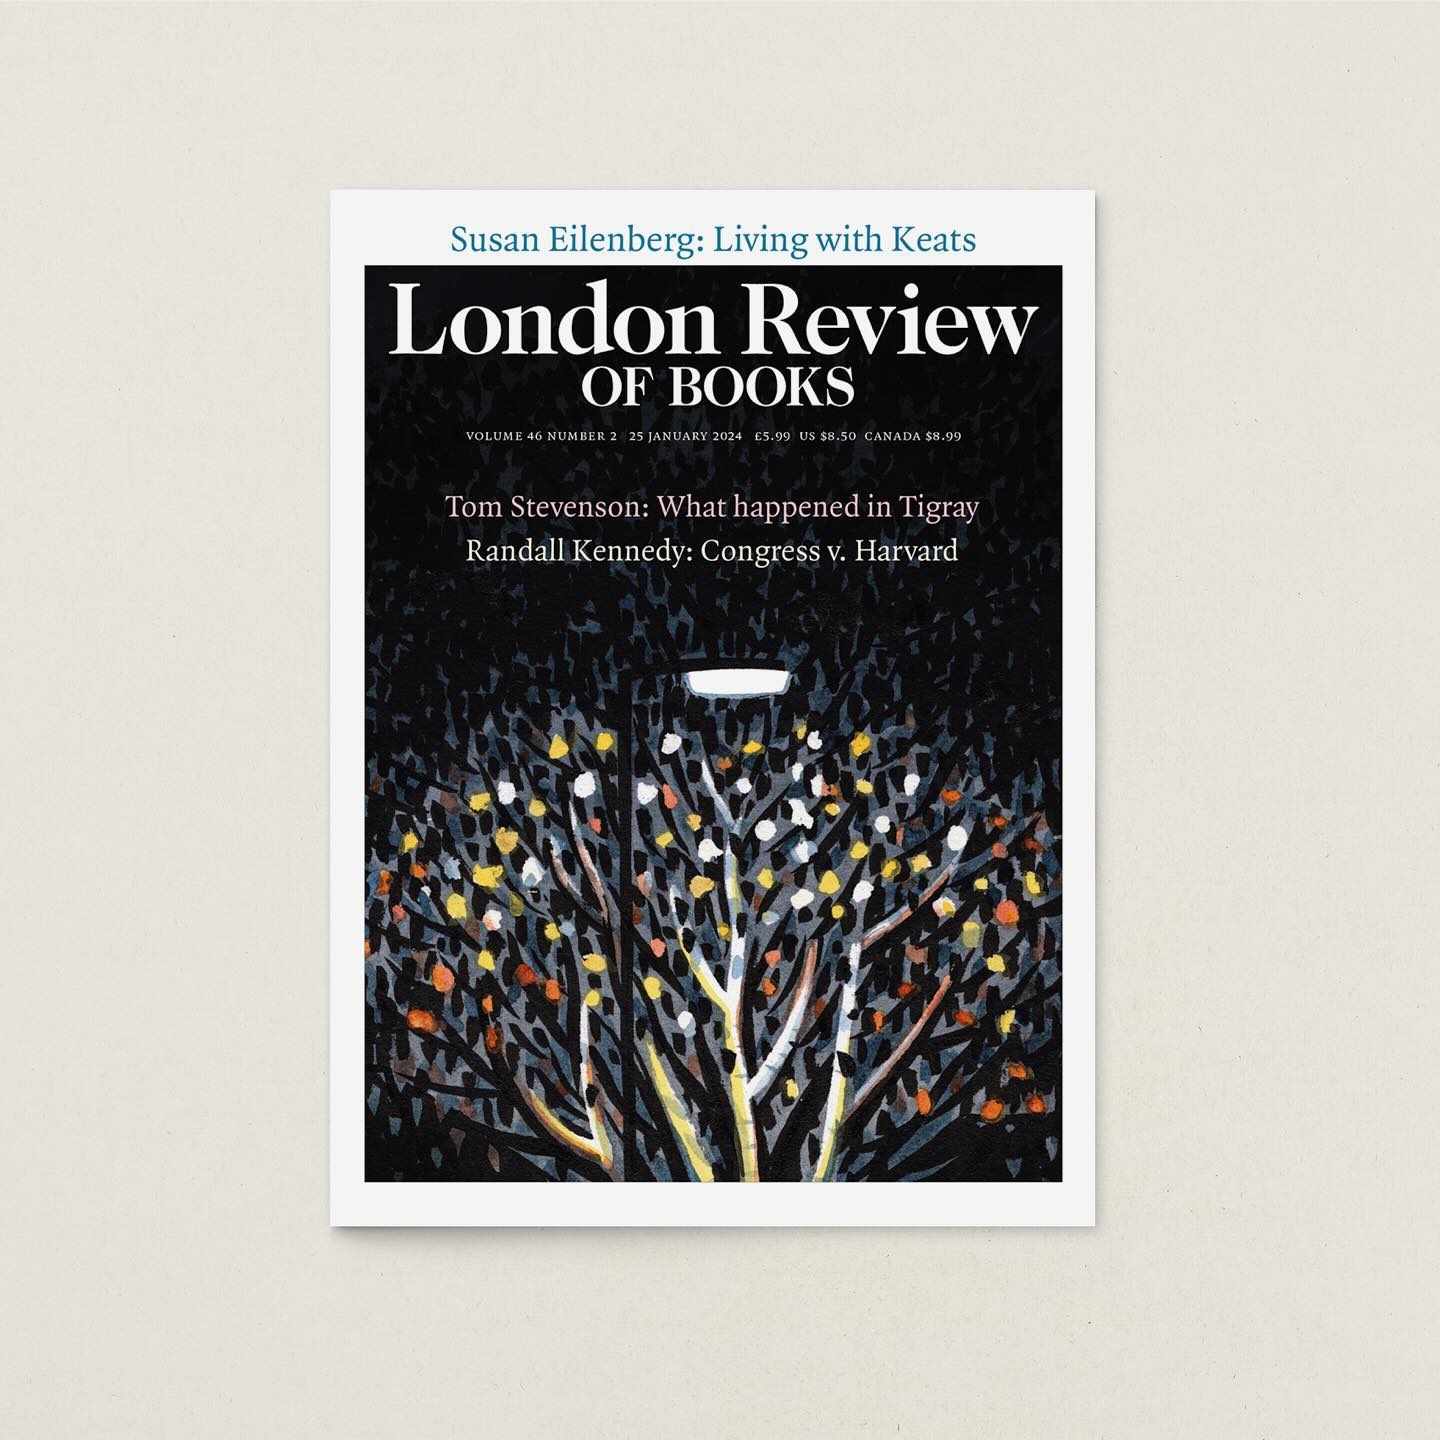 Susan Eilenberg: Living with Keats
London Review
OF BOOKS
VOLUME 46 NUMBER 2 25 JANUARY 2024 £5.99 US $8.50 CANADA $8.99
Tom Stevenson: What happened in Tigray
Randall Kennedy: Congress v. Harvard